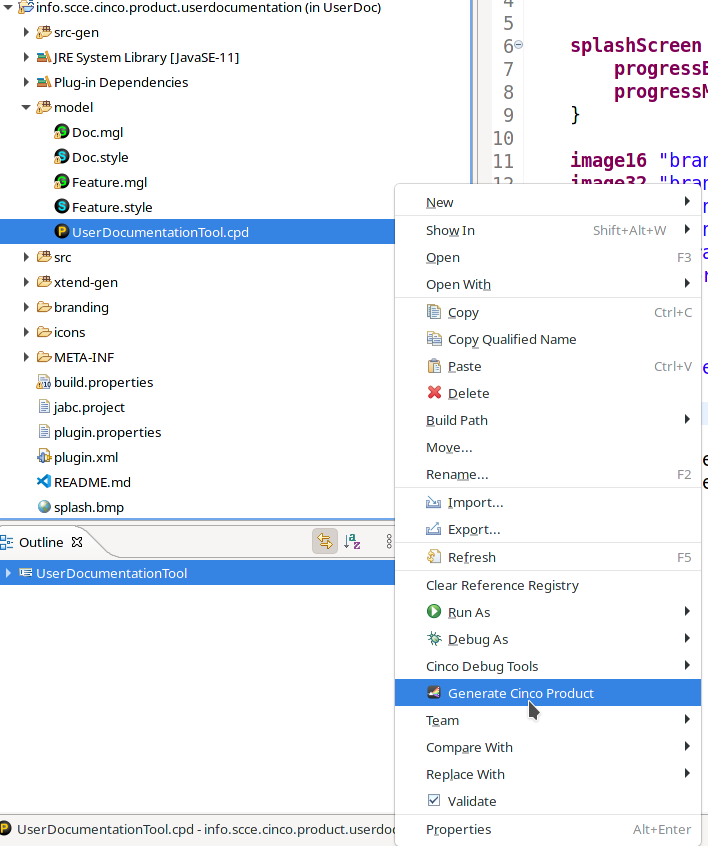 info.scce.cinco.product.userdocumentation (in UserDoc)
src-gen
JRE System Library [JavaSE-11]
Plug-in Dependencies
model
Doc.mgl
Doc.style
Feature.mgl
Feature.style
UserDocumentationTool.cpd
src
xtend-gen
branding
icons
META-INF
build.properties
jabc.project
plugin.properties
plugin.xml
README.md
splash.bmp
Outline
UserDocumentationTool
UserDocumentationTool.cpd - info.scce.cinco.product.userdoc
4
5
6 splashScreen
7
8
9 }
10
11 image16 "bran
12 image32 "bran
New
Show In Shift+Alt+W
Open F3
Open With
Copy Ctrl+C
Copy Qualified Name
Paste Ctrl+V
Delete
Build Path
Move...
Rename... F2
Import...
Export...
Refresh F5
Clear Reference Registry
Run As
Debug As
Cinco Debug Tools
Generate Cinco Product
Team
Compare With
Replace With
Validate
Properties Alt+Enter